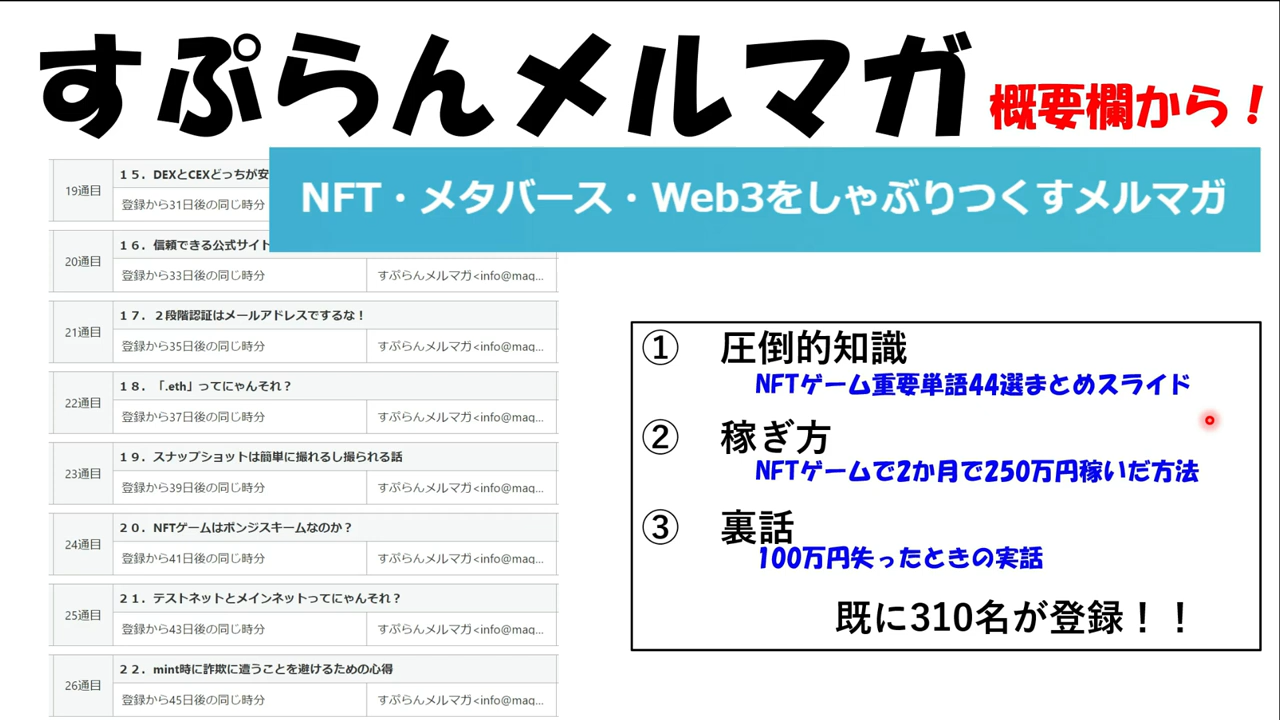 すぷらんメルマガ 概要欄から！
NFT・メタバース・Web3をしゃぶりつくすメルマガ
19通目
１５．DEXとCEXどっちが安
登録から31日後の同じ時分
20通目
１６．信頼できる公式サイト
登録から33日後の同じ時分 すぷらんメルマガ<info@mag...
21通目
１７．２段階認証はメールアドレスでするな！
登録から35日後の同じ時分 すぷらんメルマガ<info@mag...
22通目
１８．「.eth」ってにゃんそれ？
登録から37日後の同じ時分 すぷらんメルマガ<info@mag...
23通目
１９．スナップショットは簡単に撮れるし撮られる話
登録から39日後の同じ時分 すぷらんメルマガ<info@mag...
24通目
２０．NFTゲームはポンジスキームなのか？
登録から41日後の同じ時分 すぷらんメルマガ<info@mag...
25通目
２１．テストネットとメインネットってにゃんそれ？
登録から43日後の同じ時分 すぷらんメルマガ<info@mag...
26通目
２２．mint時に詐欺に遭うことを避けるための心得
登録から45日後の同じ時分 すぷらんメルマガ<info@mag...
① 圧倒的知識
NFTゲーム重要単語44選まとめスライド
② 稼ぎ方
NFTゲームで2か月で250万円稼いだ方法
③ 裏話
100万円失ったときの実話
既に310名が登録！！